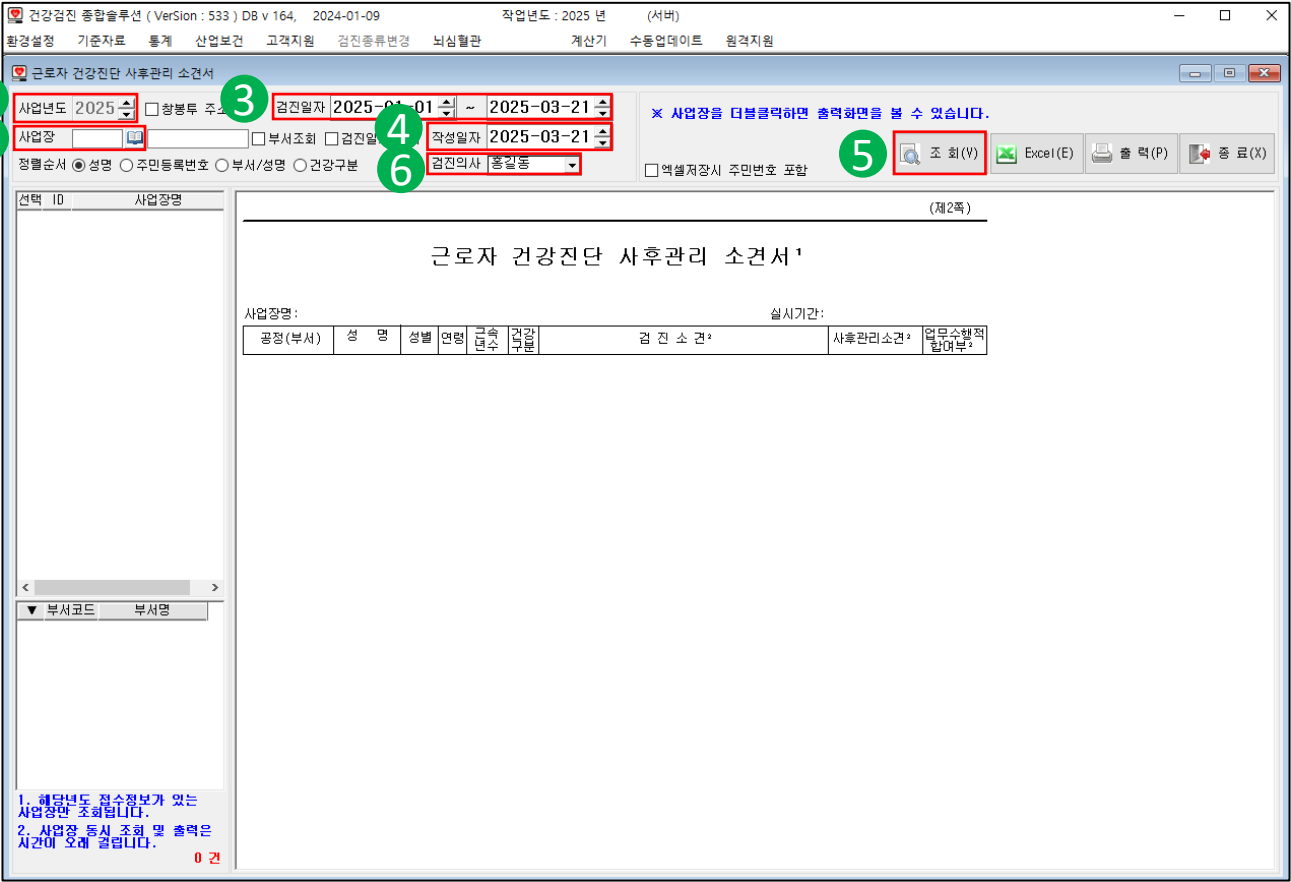 건강검진 종합솔루션 ( VerSion : 533 ) DB v 164, 2024-01-09 작업년도 : 2025 년 (서버)
환경설정 기준자료 통계 산업보건 고객지원 검진종류변경 뇌심혈관 계산기 수동업데이트 원격지원
근로자 건강진단 사후관리 소견서
사업년도 2025 창봉투 주소 3 검진일자 2025-01-01 ~ 2025-03-21
※ 사업장을 더블클릭하면 출력화면을 볼 수 있습니다.
사업장 부서조회 검진일 4 작성일자 2025-03-21
5 조 회(V) Excel(E) 출 력(P) 종 료(X)
정렬순서 성명 주민등록번호 부서/성명 건강구분 6 검진의사 홍길동
엑셀저장시 주민번호 포함
선택 ID 사업장명
(제2쪽)
근로자 건강진단 사후관리 소견서¹
사업장명: 실시기간:
공정(부서) 성 명 성별 연령 근속년수 건강구분 검 진 소 견² 사후관리소견² 업무수행적합여부²
< >
▼ 부서코드 부서명
1. 해당년도 접수정보가 있는
사업장만 조회됩니다.
2. 사업장 동시 조회 및 출력은
시간이 오래 걸립니다.
0 건